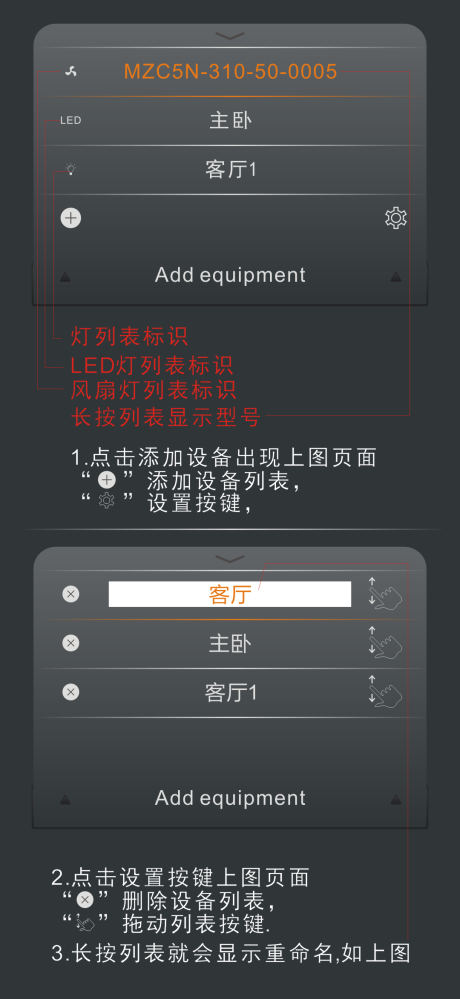 MZC5N-310-50-0005
LED 主卧
客厅1
Add equipment
灯列表标识
LED灯列表标识
风扇灯列表标识
长按列表显示型号
1.点击添加设备出现上图页面
“ ” 添加设备列表，
“ ” 设置按键，
客厅
主卧
客厅1
Add equipment
2.点击设置按键上图页面
“ ” 删除设备列表，
“ ” 拖动列表按键.
3.长按列表就会显示重命名,如上图